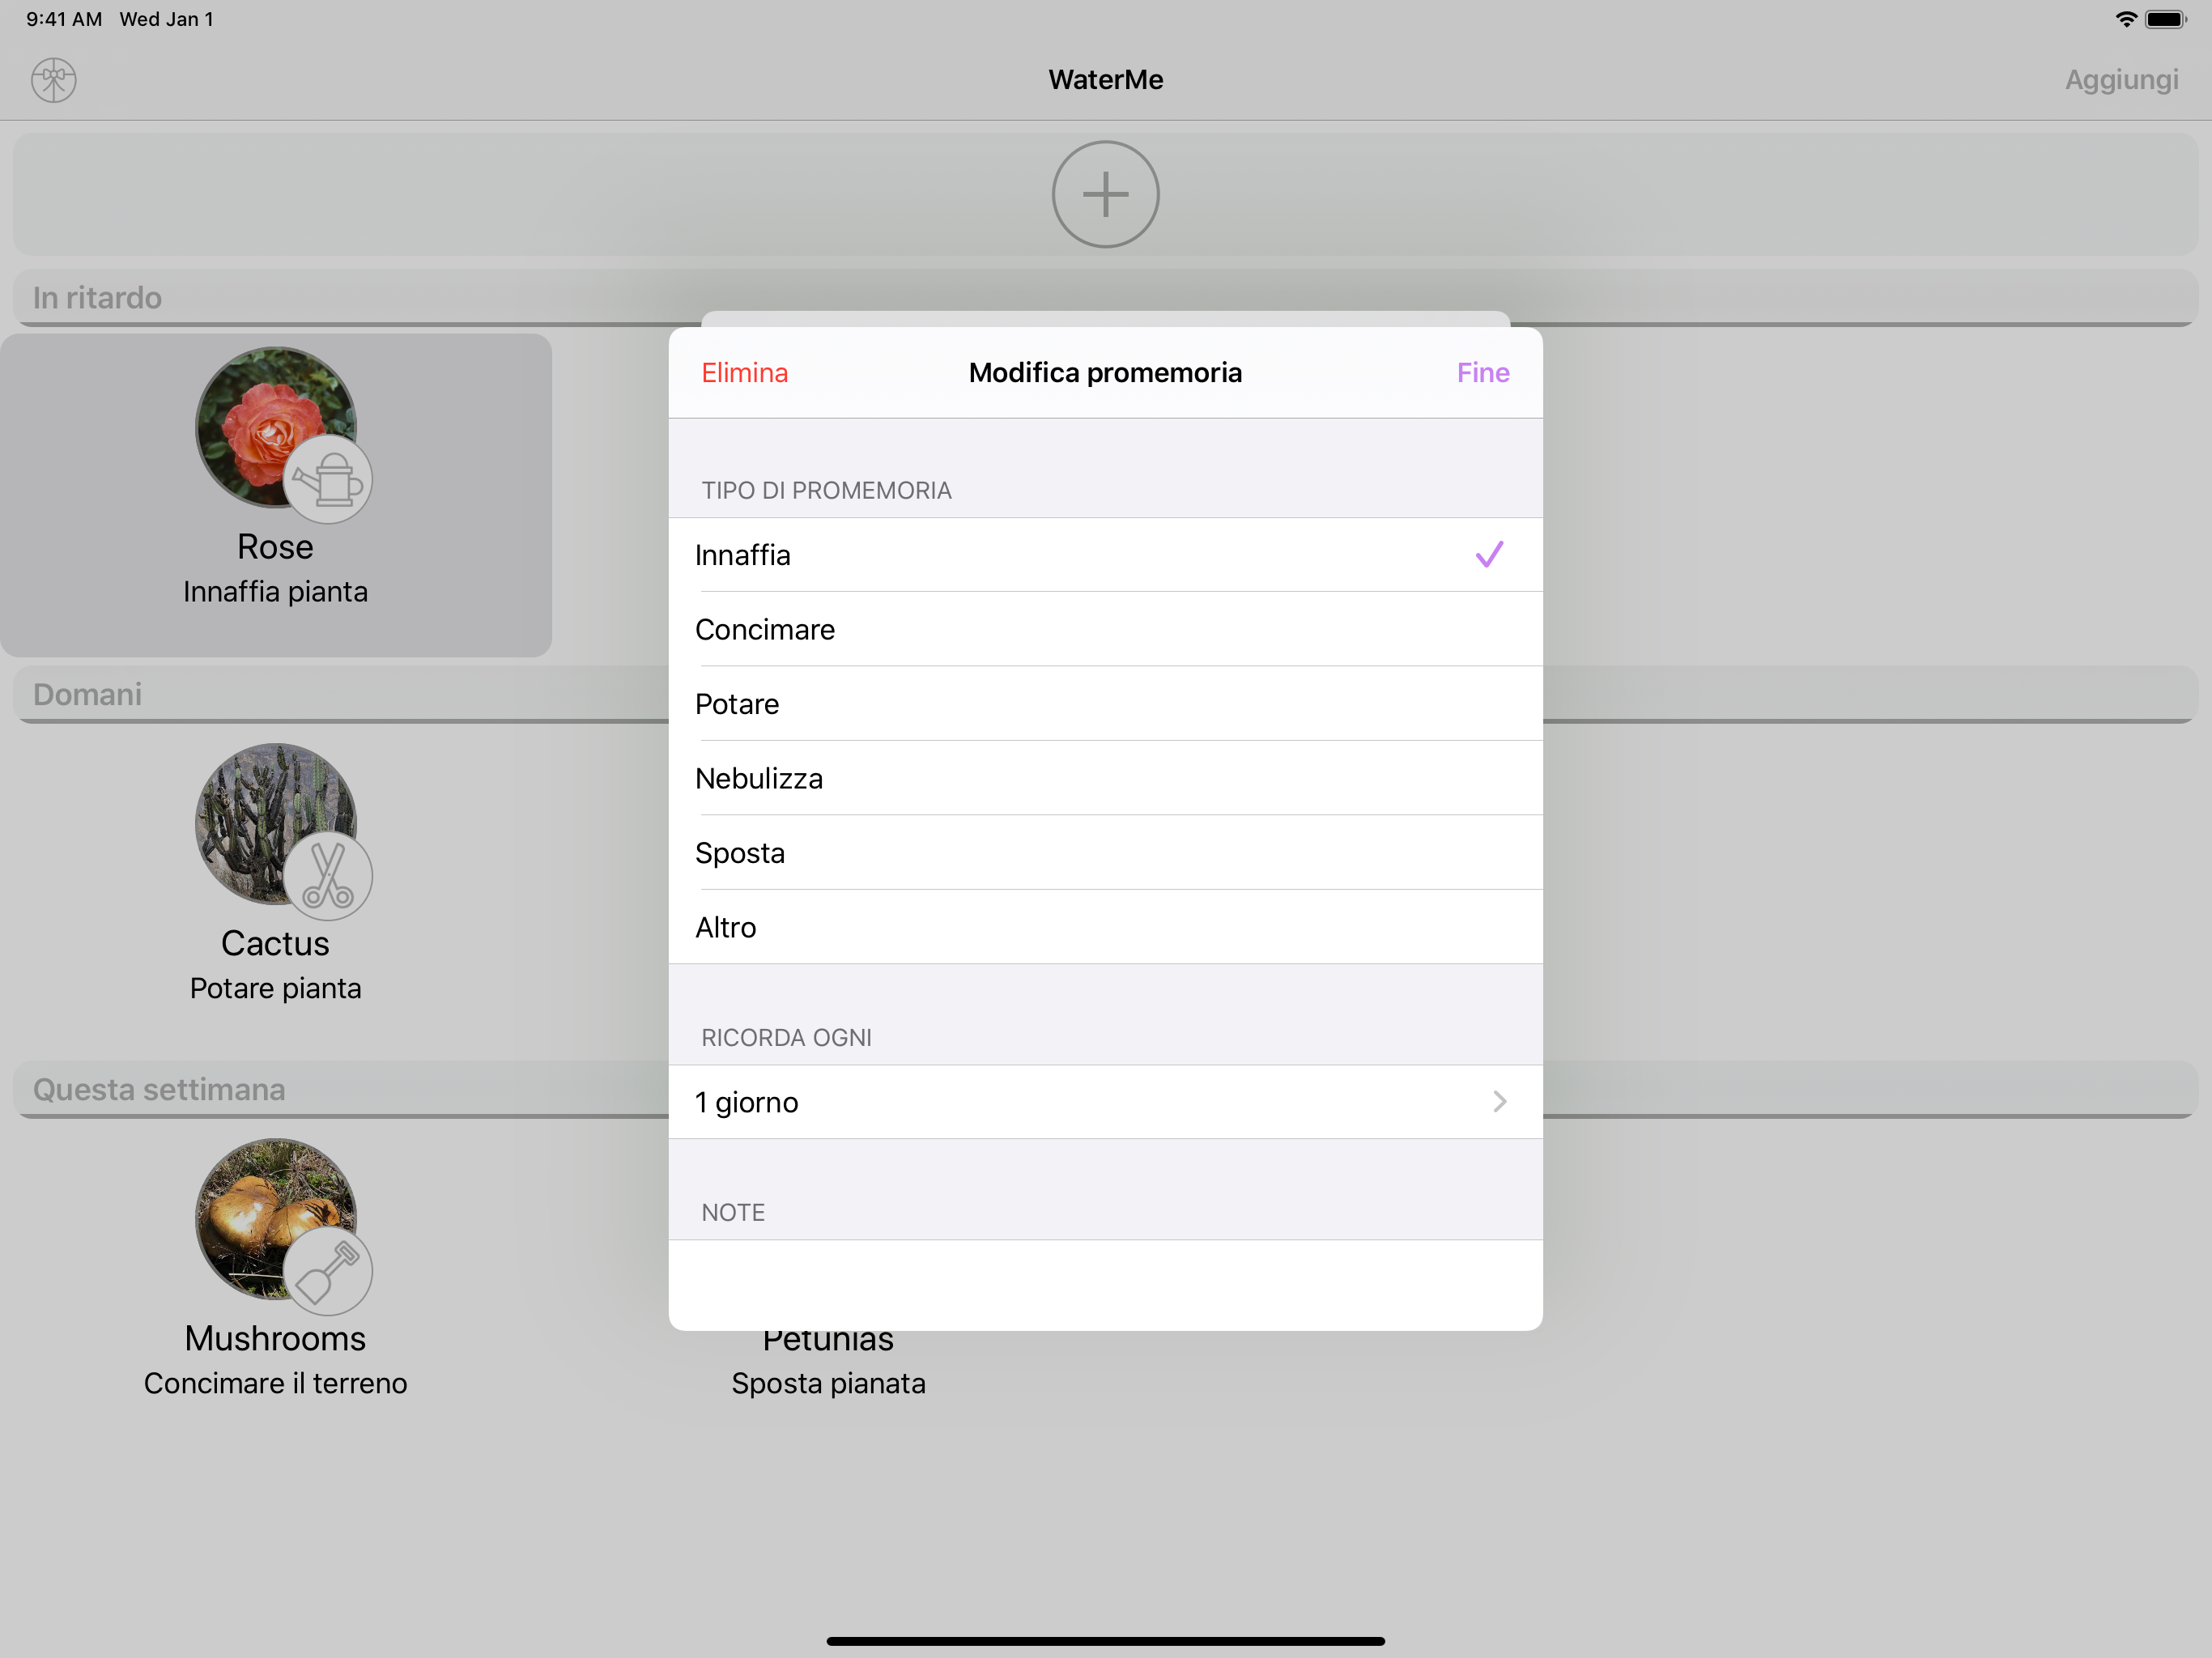 9:41 AM Wed Jan 1
WaterMe
Aggiungi
In ritardo
Rose
Innaffia pianta
Domani
Cactus
Potare pianta
Questa settimana
Mushrooms
Concimare il terreno
Petunias
Sposta pianata
Elimina
Modifica promemoria
Fine
TIPO DI PROMEMORIA
Innaffia
Concimare
Potare
Nebulizza
Sposta
Altro
RICORDA OGNI
1 giorno
NOTE